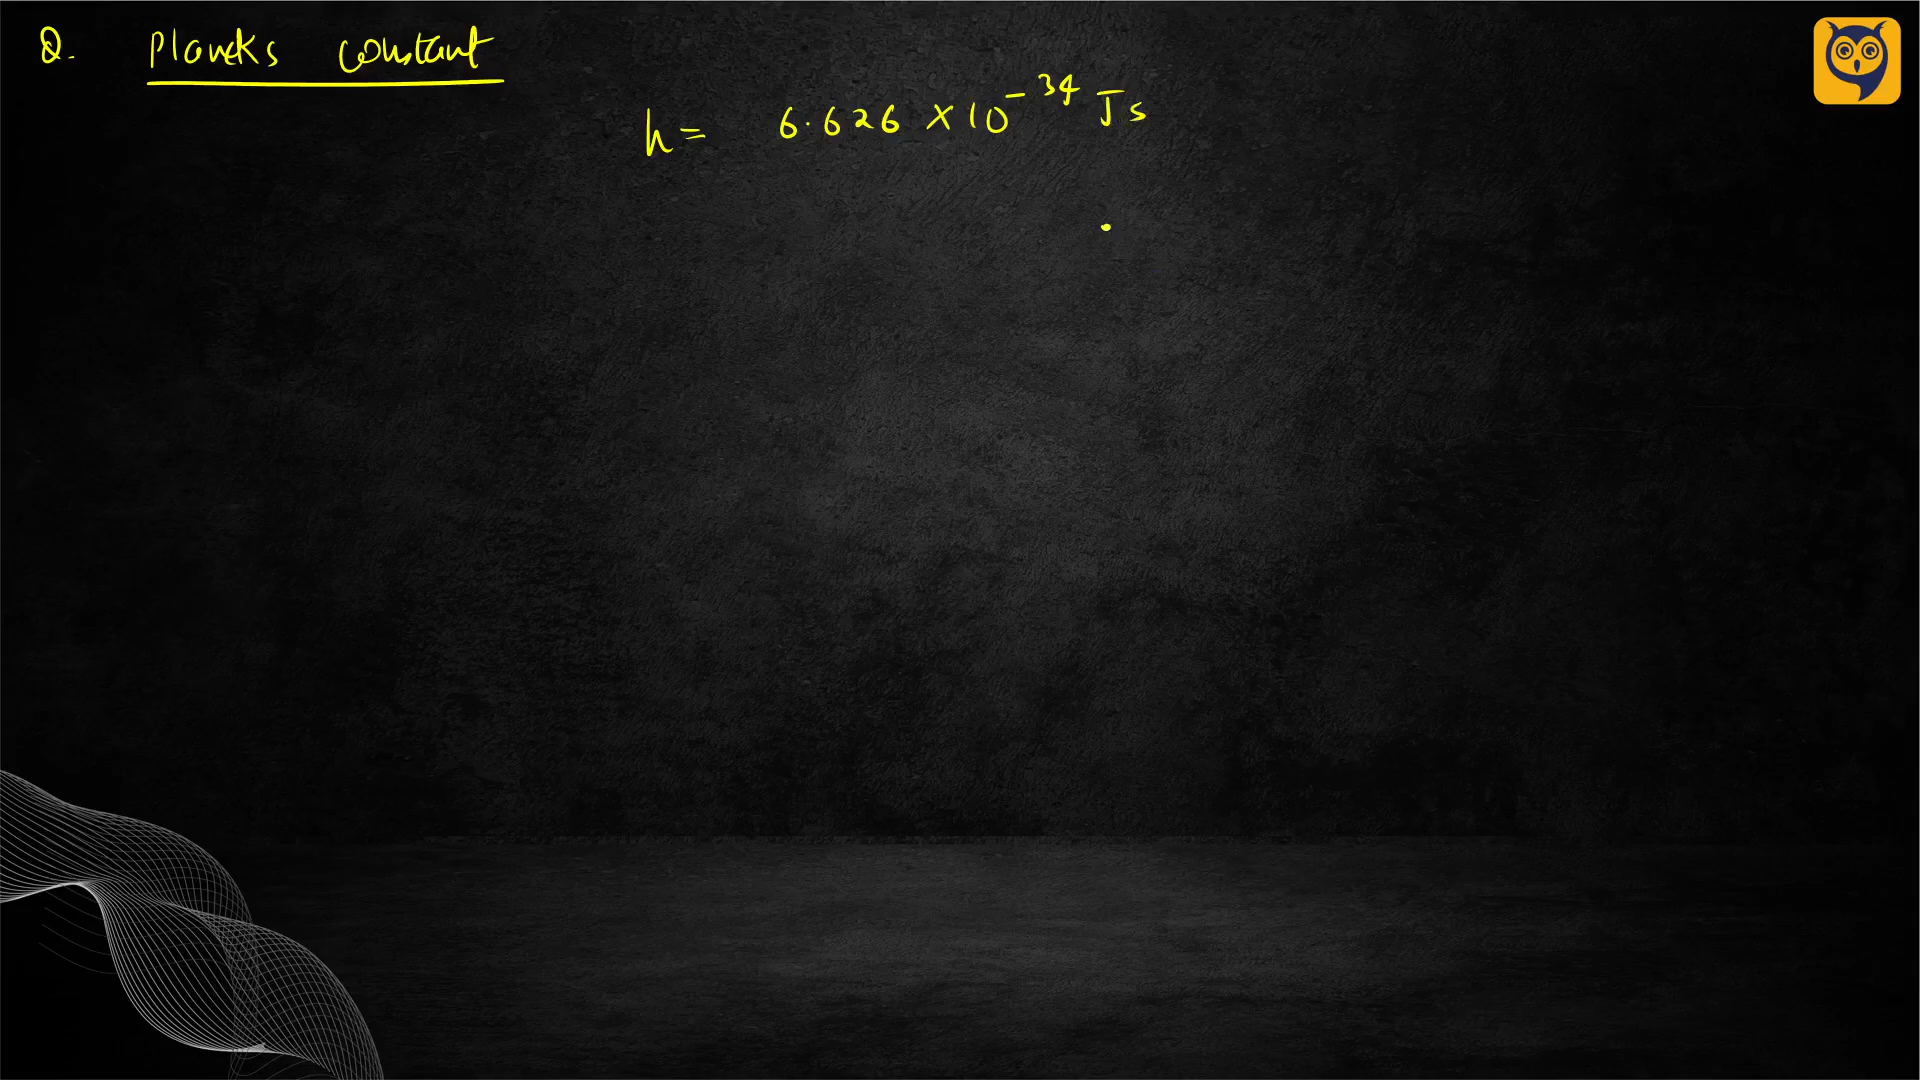 Q. Plancks constant
h = 6.626 × 10⁻³⁴ Js